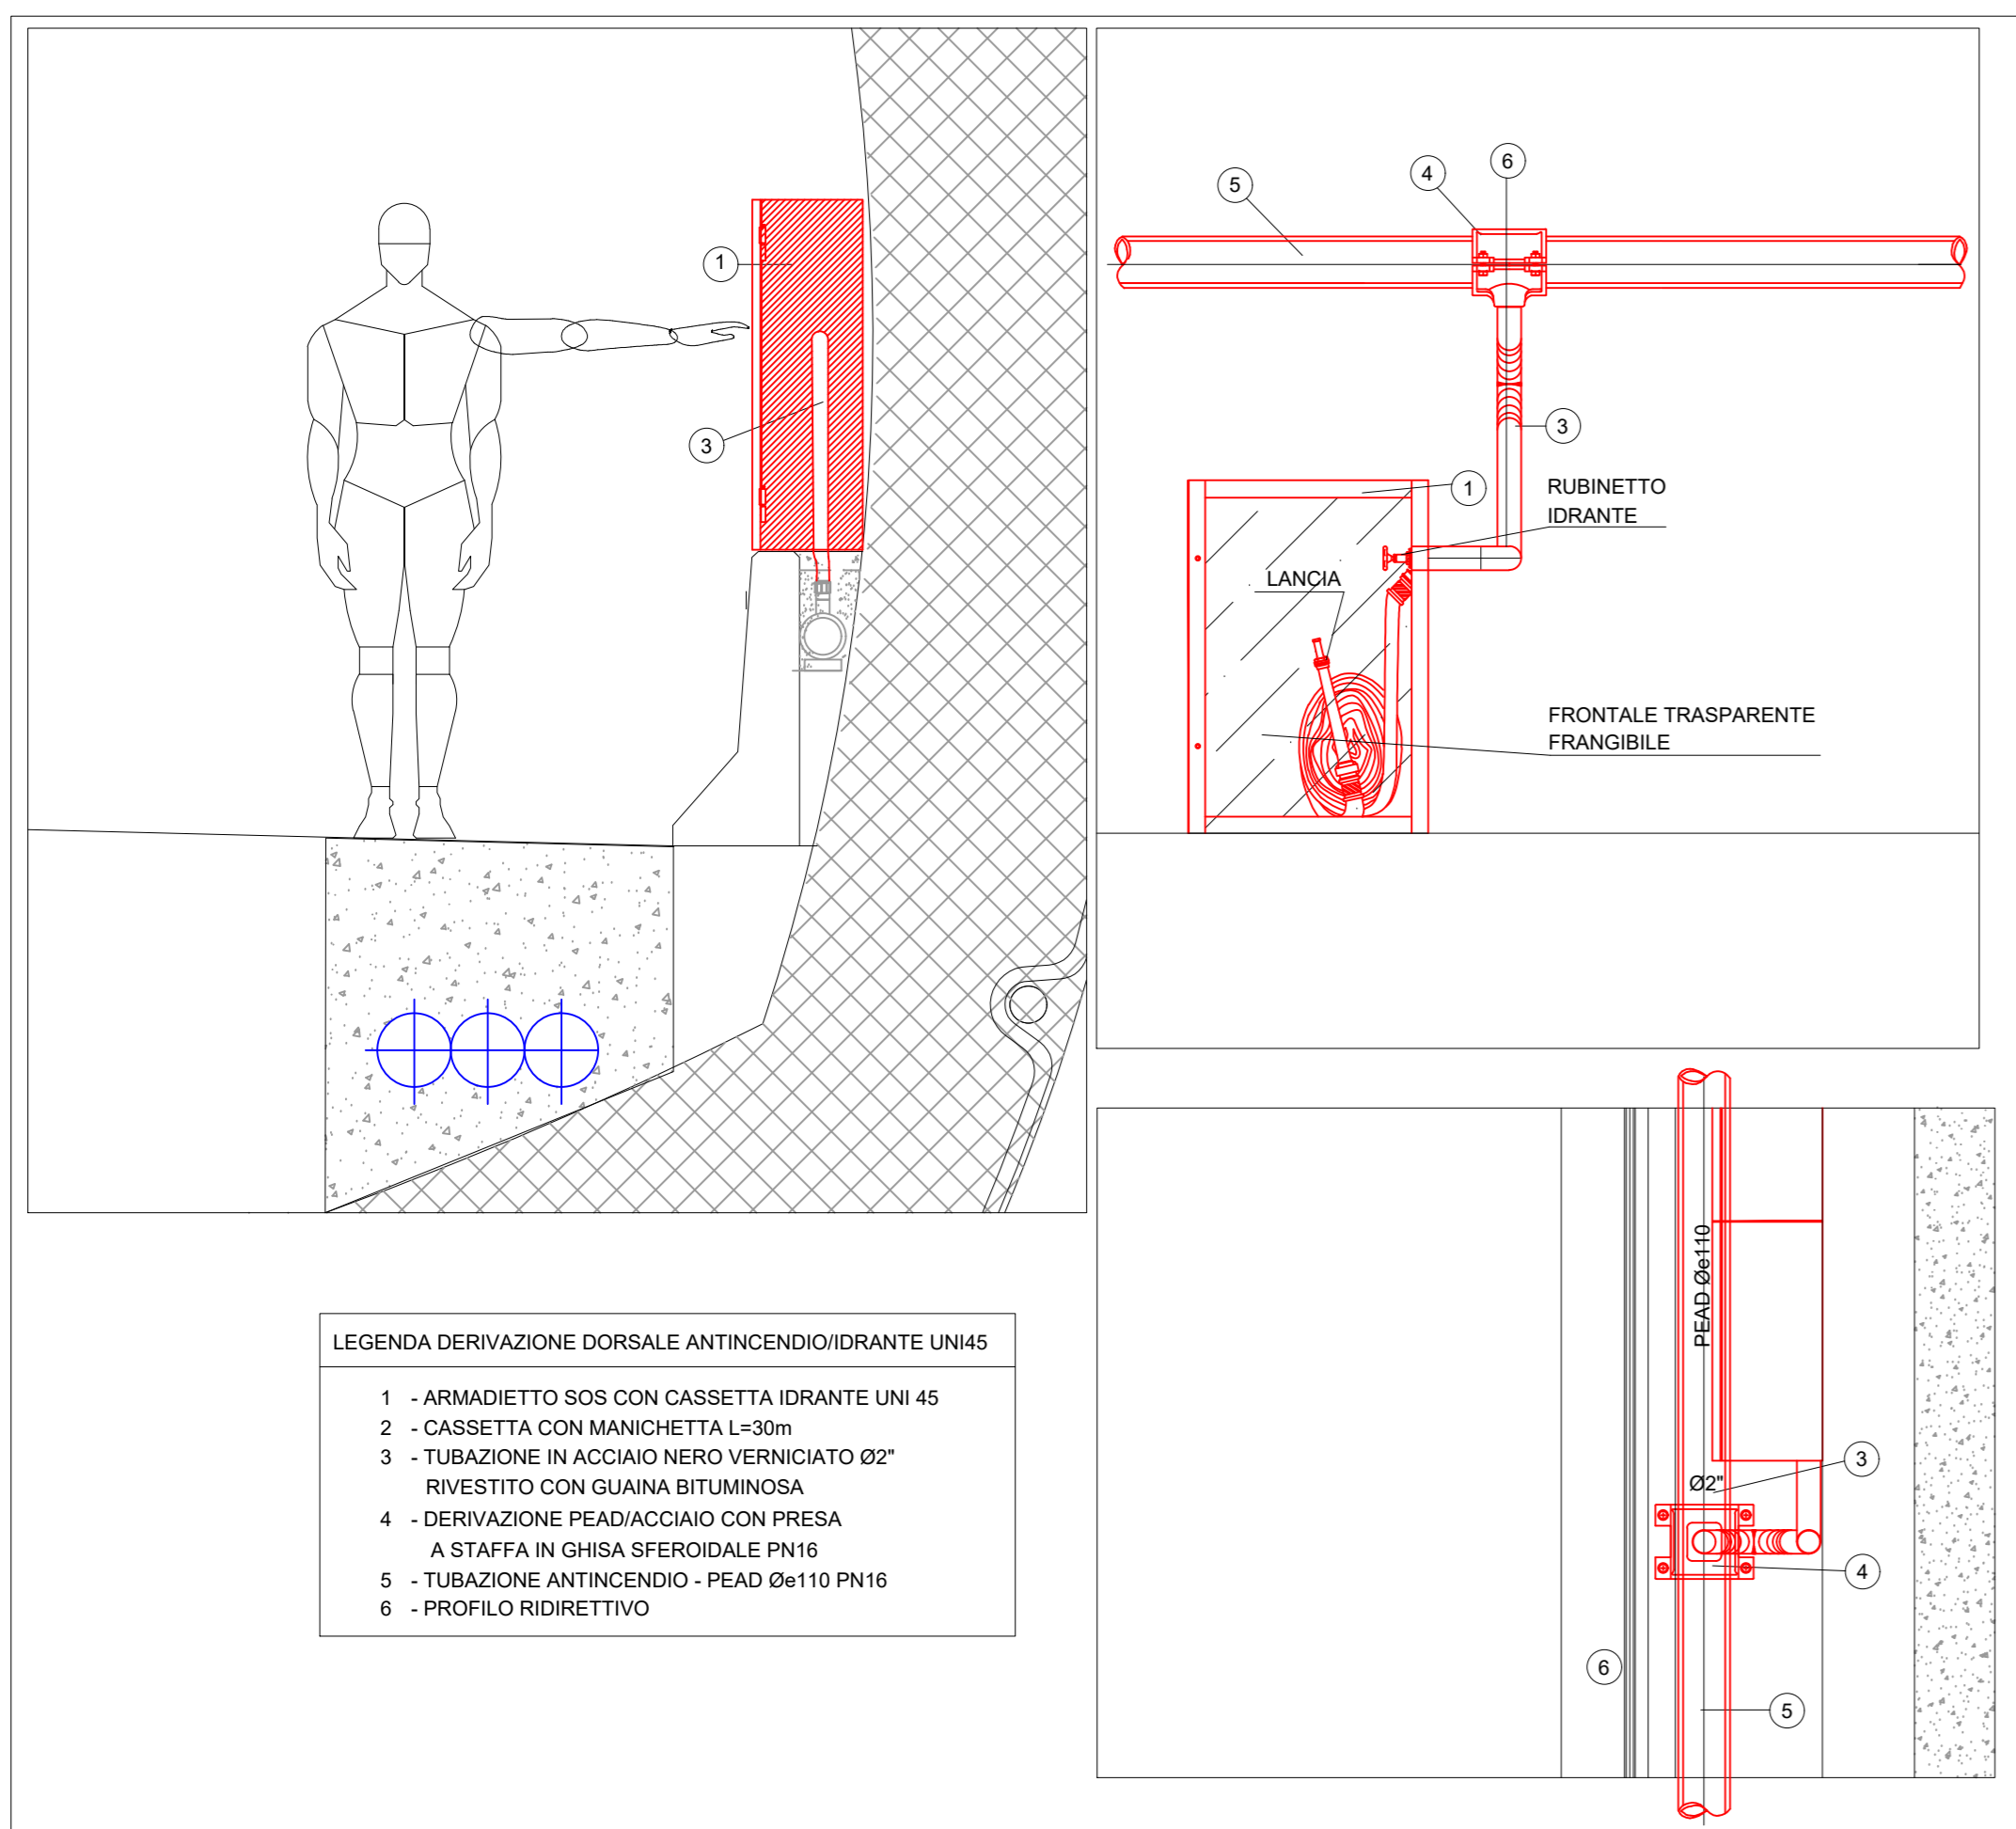 1
3
5
4
6
3
1
RUBINETTO
IDRANTE
LANCIA
FRONTALE TRASPARENTE
FRANGIBILE
PEAD Øe110
Ø2"
3
4
6
5
LEGENDA DERIVAZIONE DORSALE ANTINCENDIO/IDRANTE UNI45
1 - ARMADIETTO SOS CON CASSETTA IDRANTE UNI 45
2 - CASSETTA CON MANICHETTA L=30m
3 - TUBAZIONE IN ACCIAIO NERO VERNICIATO Ø2"
RIVESTITO CON GUAINA BITUMINOSA
4 - DERIVAZIONE PEAD/ACCIAIO CON PRESA
A STAFFA IN GHISA SFEROIDALE PN16
5 - TUBAZIONE ANTINCENDIO - PEAD Øe110 PN16
6 - PROFILO RIDIRETTIVO